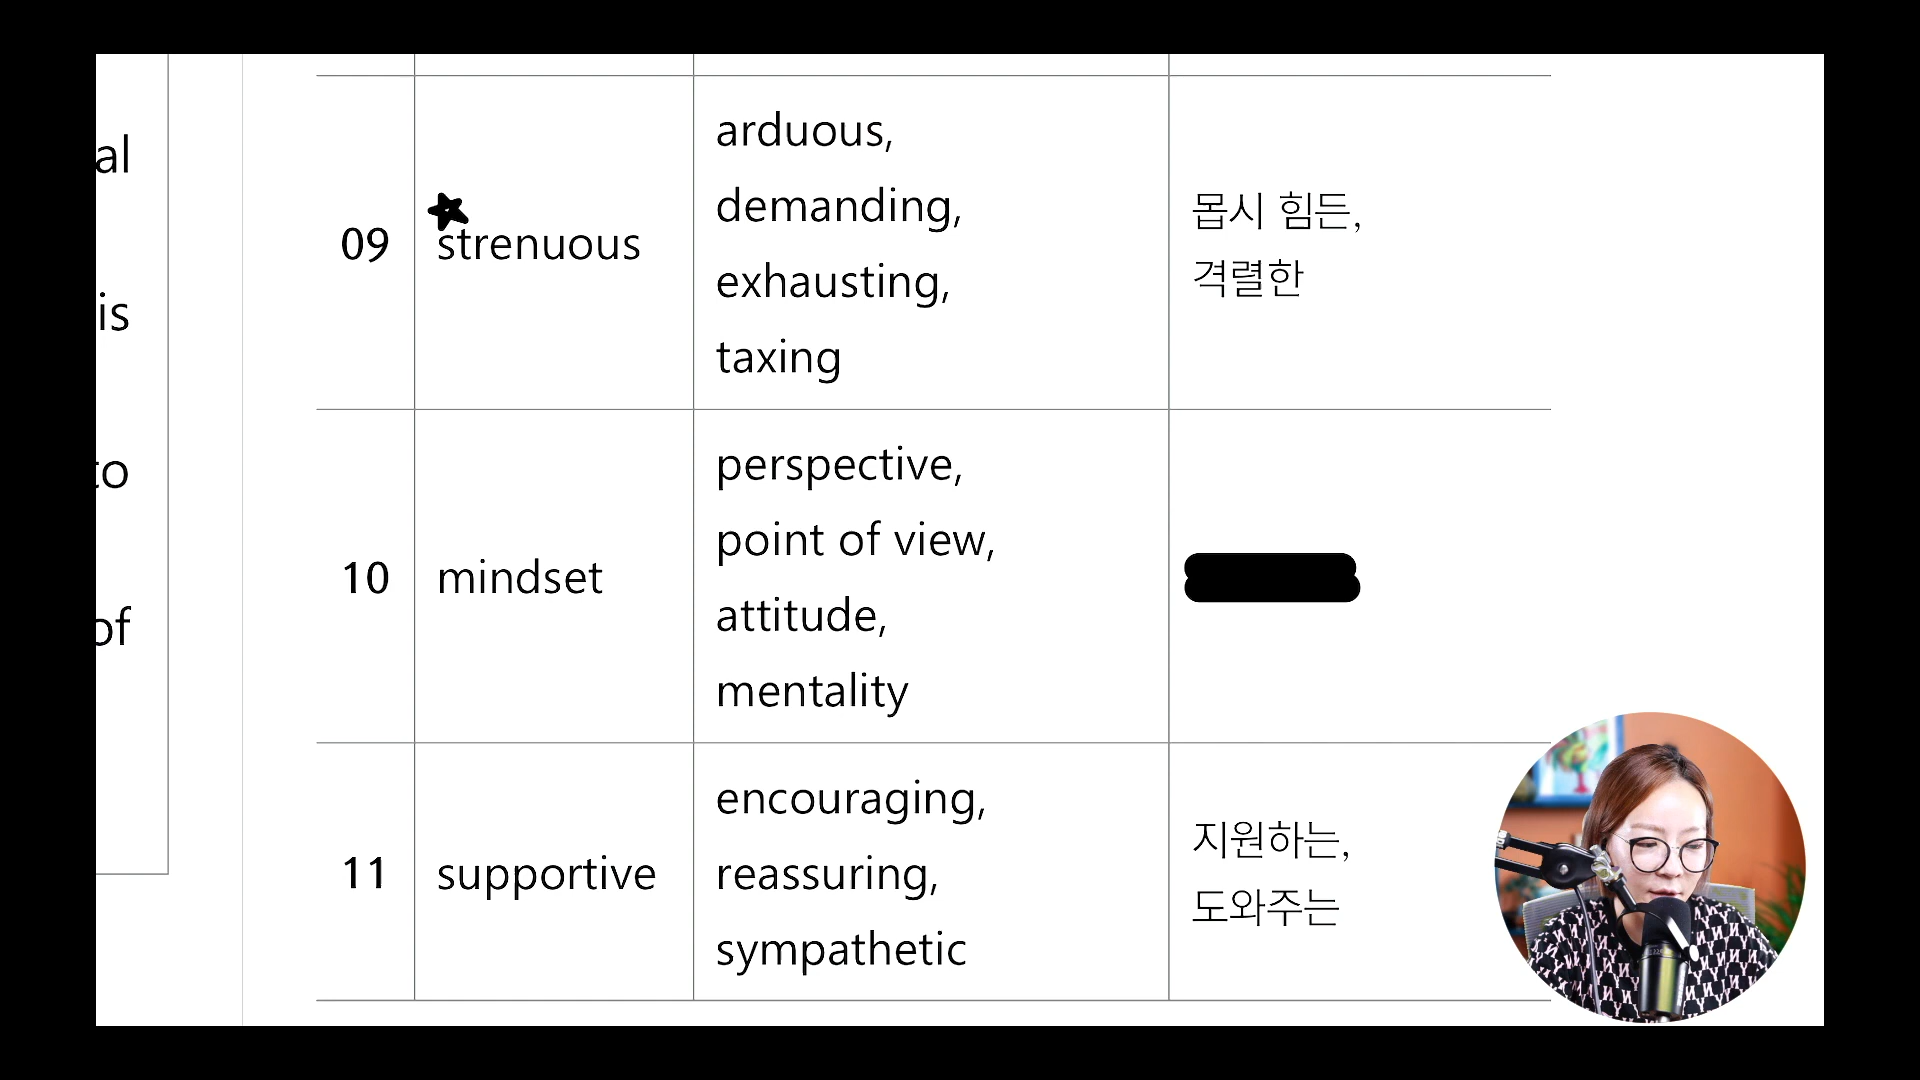 al
is
to
of
09
strenuous
arduous,
demanding,
exhausting,
taxing
몹시 힘든,
격렬한
10
mindset
perspective,
point of view,
attitude,
mentality
11
supportive
encouraging,
reassuring,
sympathetic
지원하는,
도와주는